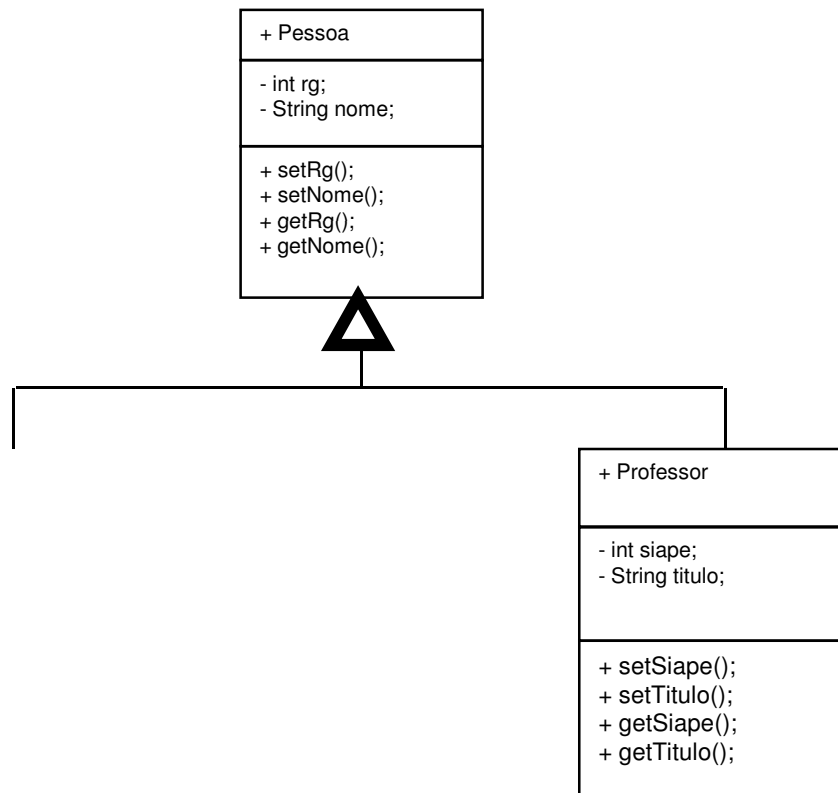 + Pessoa
- int rg;
- String nome;
+ setRg();
+ setNome();
+ getRg();
+ getNome();
+ Professor
- int siape;
- String titulo;
+ setSiape();
+ setTitulo();
+ getSiape();
+ getTitulo();